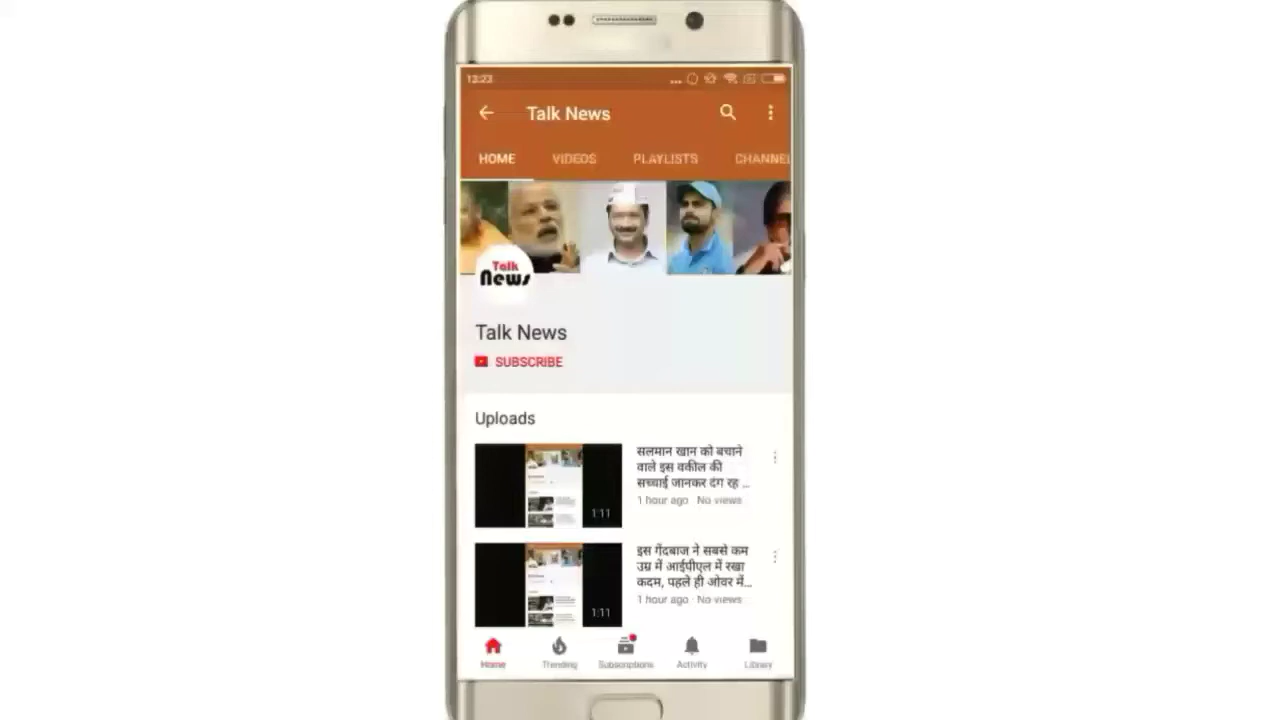 12:23
Talk News
HOME VIDEOS PLAYLISTS CHANNEL
Talk
News
Talk News
SUBSCRIBE
Uploads
सलमान खान को बचाने
वाले इस वकील की
सच्चाई जानकर दंग रह ...
1 hour ago · No views
1:11
इस गेंदबाज ने सबसे कम
उम्र में आईपीएल में रखा
कदम, पहले ही ओवर में...
1 hour ago · No views
1:11
Home Trending Subscriptions Activity Library